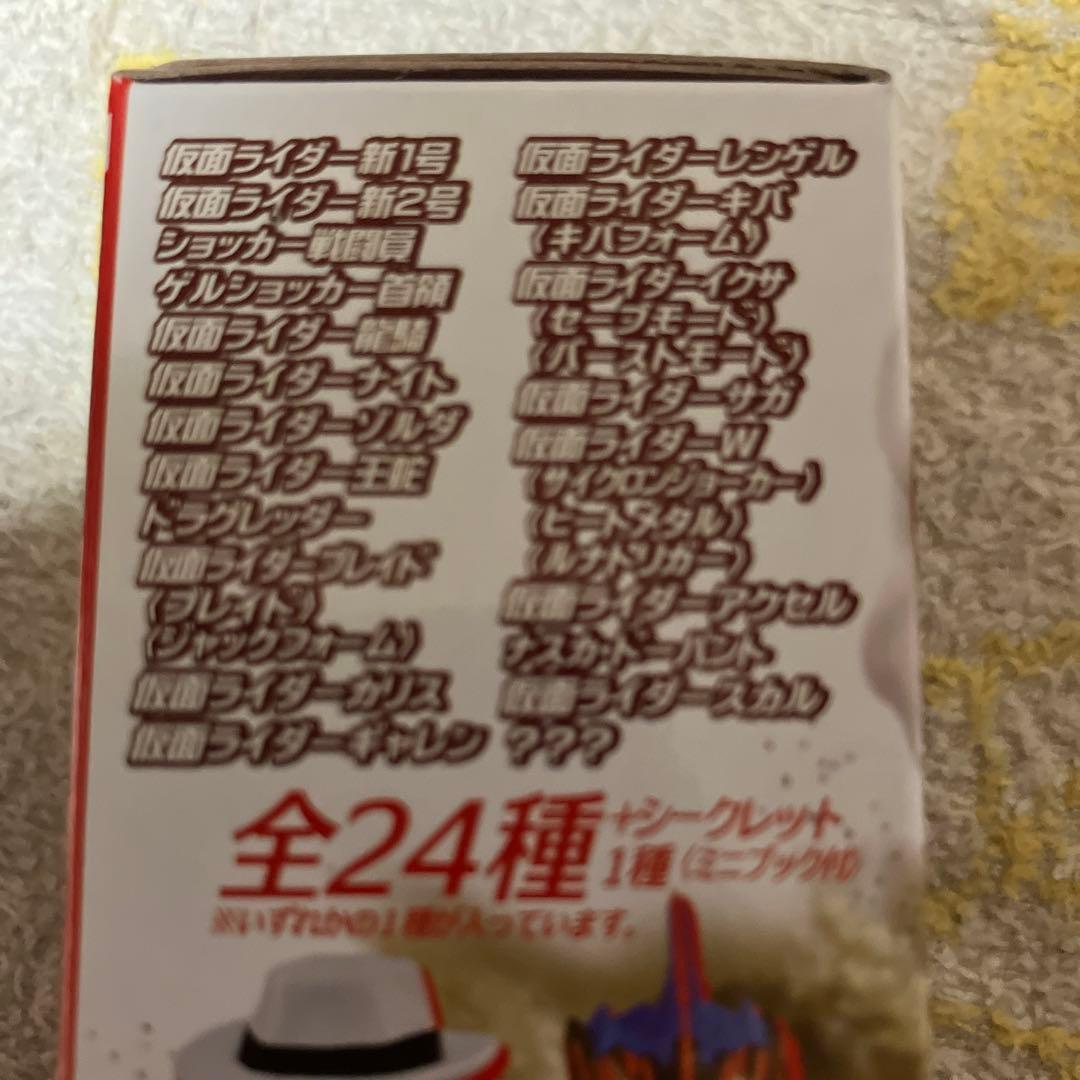 仮面ライダー新1号
仮面ライダー新2号
ショッカー戦闘員
ゲルショッカー首領
仮面ライダー龍騎
仮面ライダーナイト
仮面ライダーゾルダ
仮面ライダー王蛇
ドラグレッダー
仮面ライダーブレイド
(ブレイド)
(ジャックフォーム)
仮面ライダーカリス
仮面ライダーギャレン
仮面ライダーレンゲル
仮面ライダーキバ
(キバフォーム)
仮面ライダーイクサ
(セーブモード)
(バーストモード)
仮面ライダーサガ
仮面ライダーW
(サイクロンジョーカー)
(ヒートメタル)
(ルナトリガー)
仮面ライダーアクセル
ナスカ・ドーパント
仮面ライダースカル
???
全24種
+シークレット
1種(ミニブック付)
※いずれかの1種が入っています。